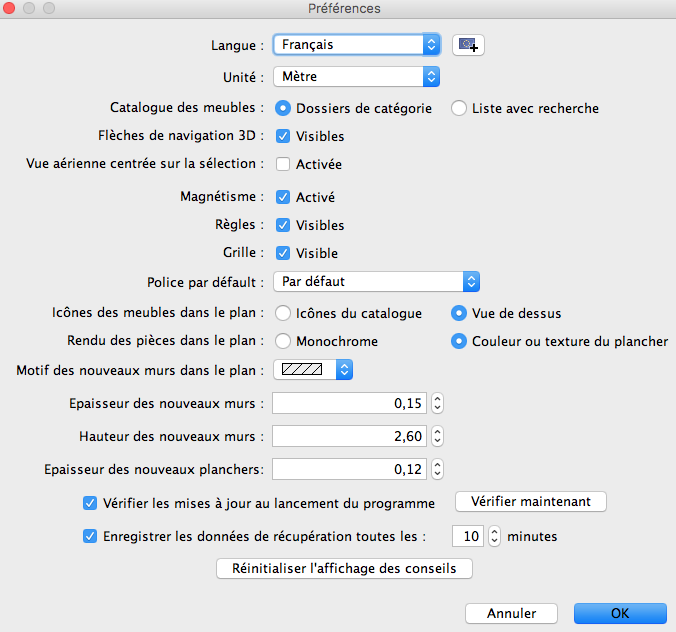 Préférences
Langue : Français
Unité : Mètre
Catalogue des meubles : Dossiers de catégorie Liste avec recherche
Flèches de navigation 3D : Visibles
Vue aérienne centrée sur la sélection : Activée
Magnétisme : Activé
Règles : Visibles
Grille : Visible
Police par défault : Par défaut
Icônes des meubles dans le plan : Icônes du catalogue Vue de dessus
Rendu des pièces dans le plan : Monochrome Couleur ou texture du plancher
Motif des nouveaux murs dans le plan :
Epaisseur des nouveaux murs : 0,15
Hauteur des nouveaux murs : 2,60
Epaisseur des nouveaux planchers: 0,12
Vérifier les mises à jour au lancement du programme Vérifier maintenant
Enregistrer les données de récupération toutes les : 10 minutes
Réinitialiser l'affichage des conseils
Annuler OK